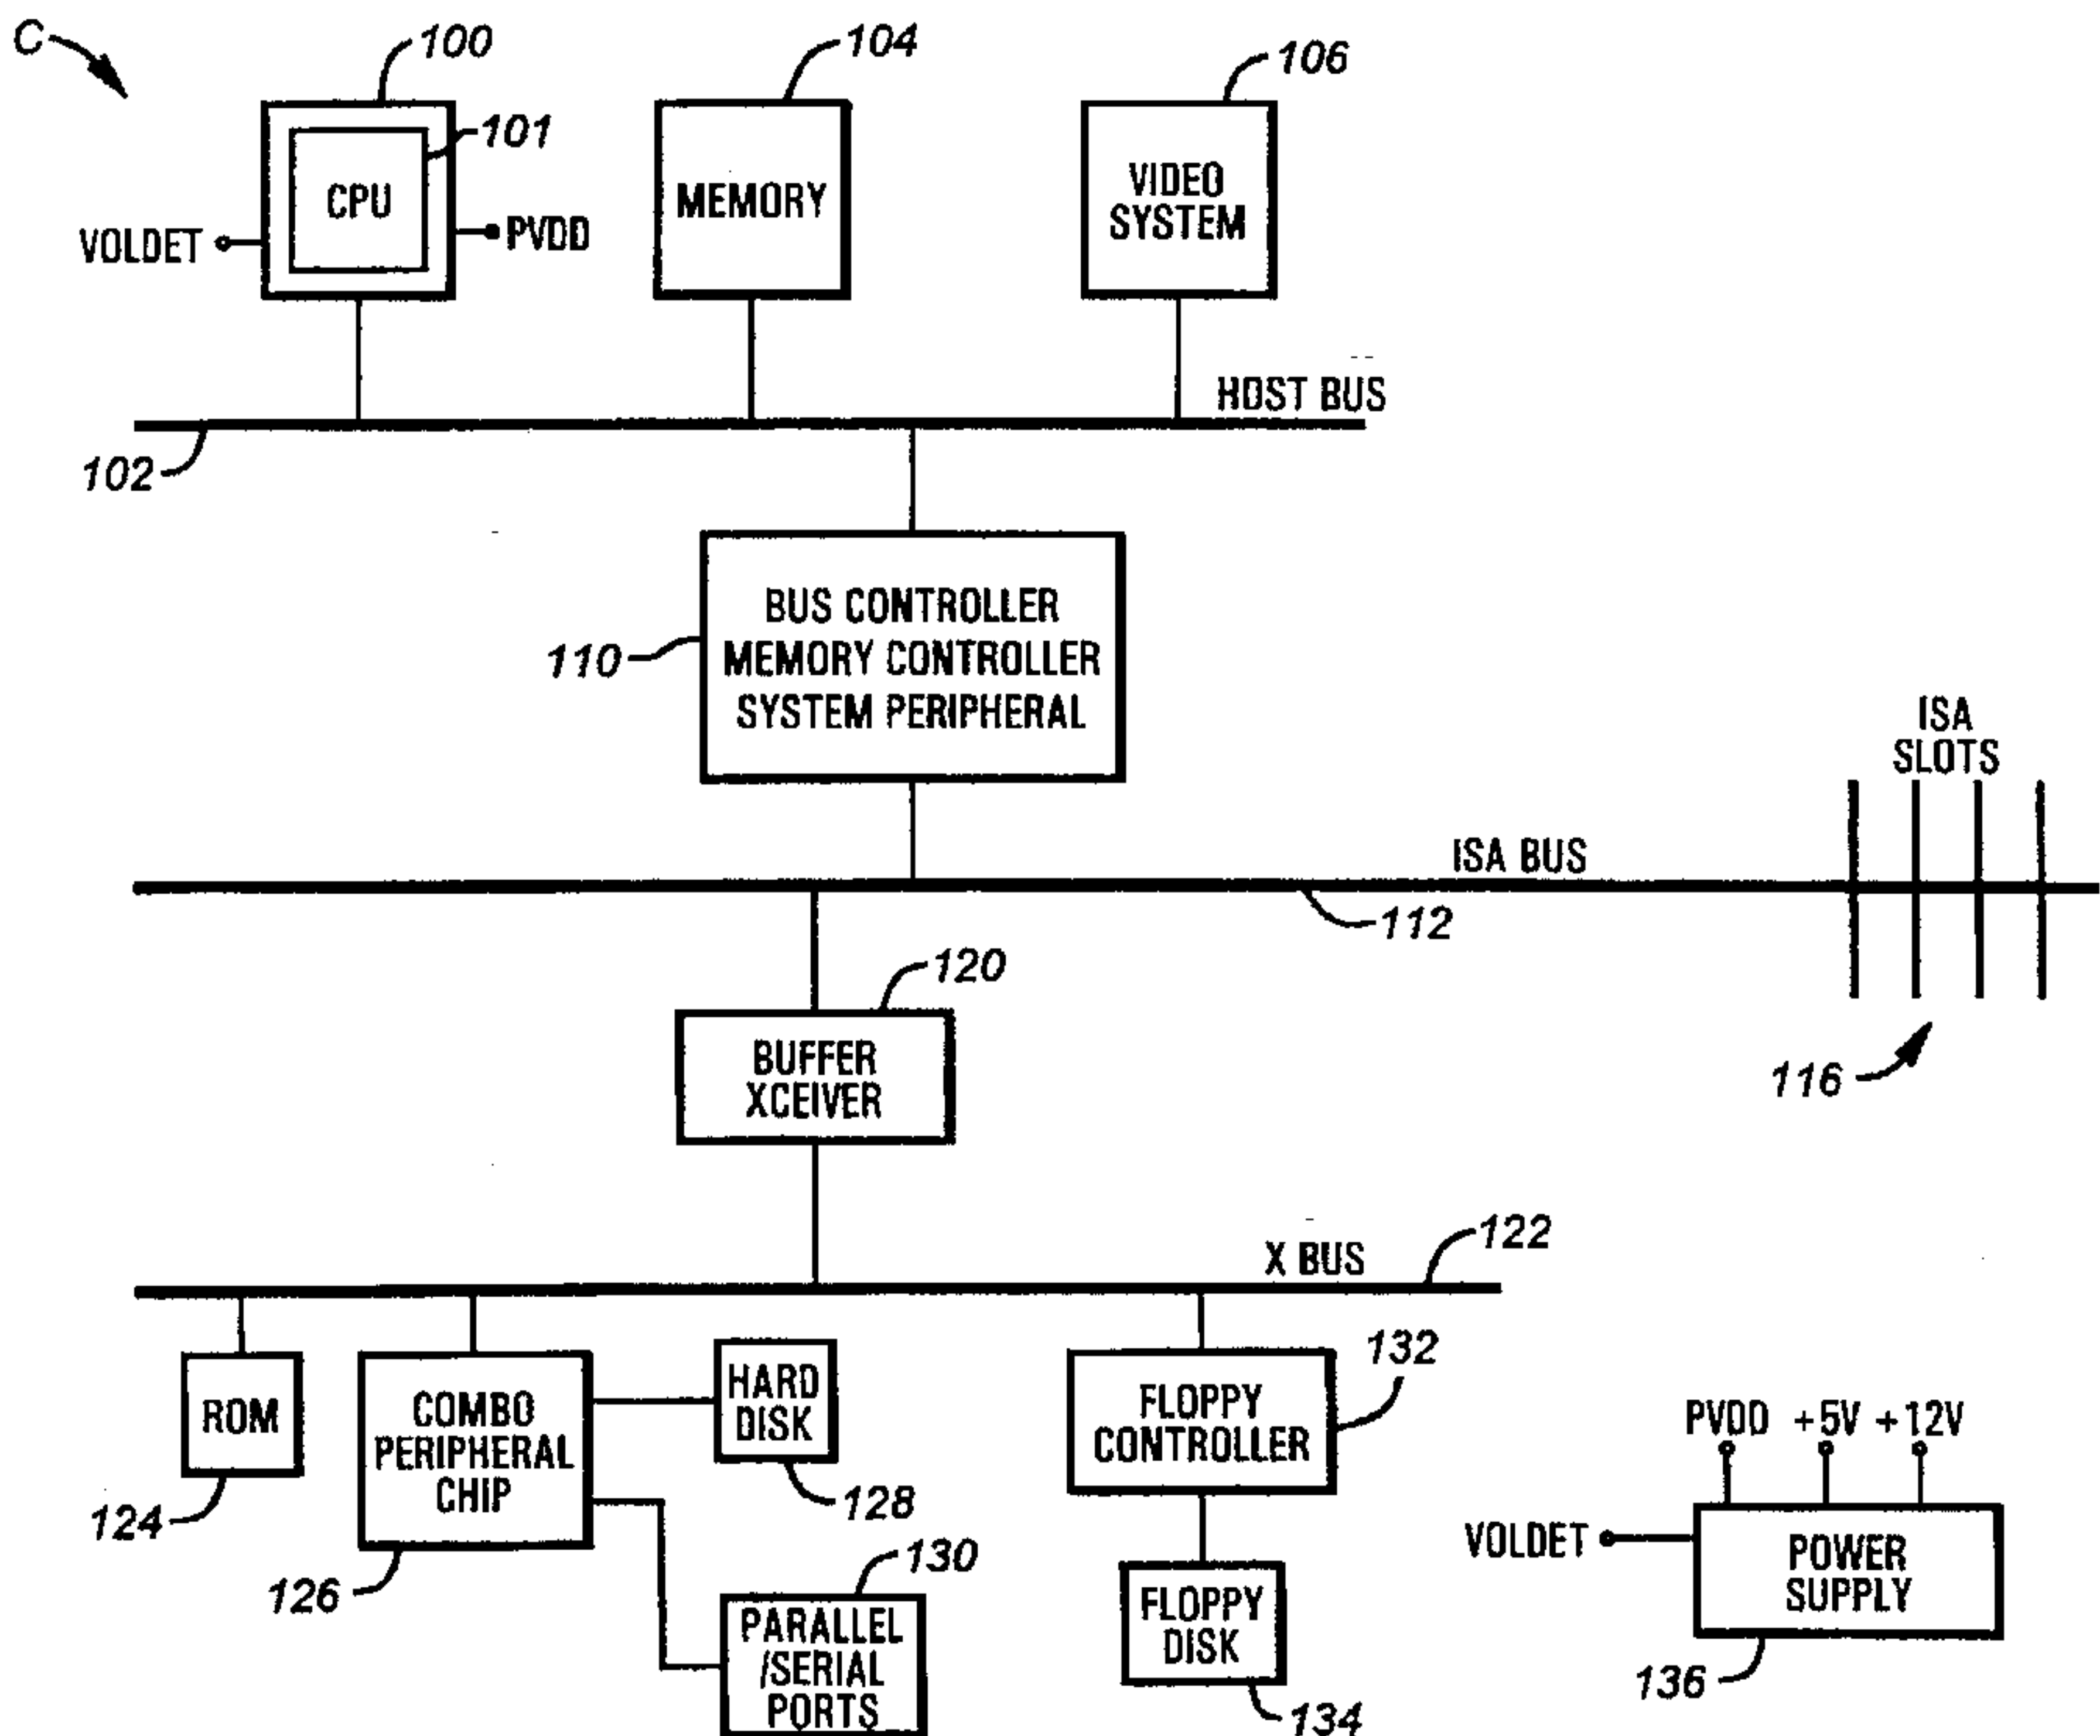 C
100
104
106
101
CPU
MEMORY
VIDEO
SYSTEM
VOLDET
PVDD
HOST BUS
102
BUS CONTROLLER
MEMORY CONTROLLER
SYSTEM PERIPHERAL
110
ISA
SLOTS
ISA BUS
112
120
BUFFER
XCEIVER
116
X BUS
122
ROM
124
COMBO
PERIPHERAL
CHIP
126
HARD
DISK
128
130
PARALLEL
/SERIAL
PORTS
132
FLOPPY
CONTROLLER
FLOPPY
DISK
134
PVDD +5V +12V
VOLDET
POWER
SUPPLY
136